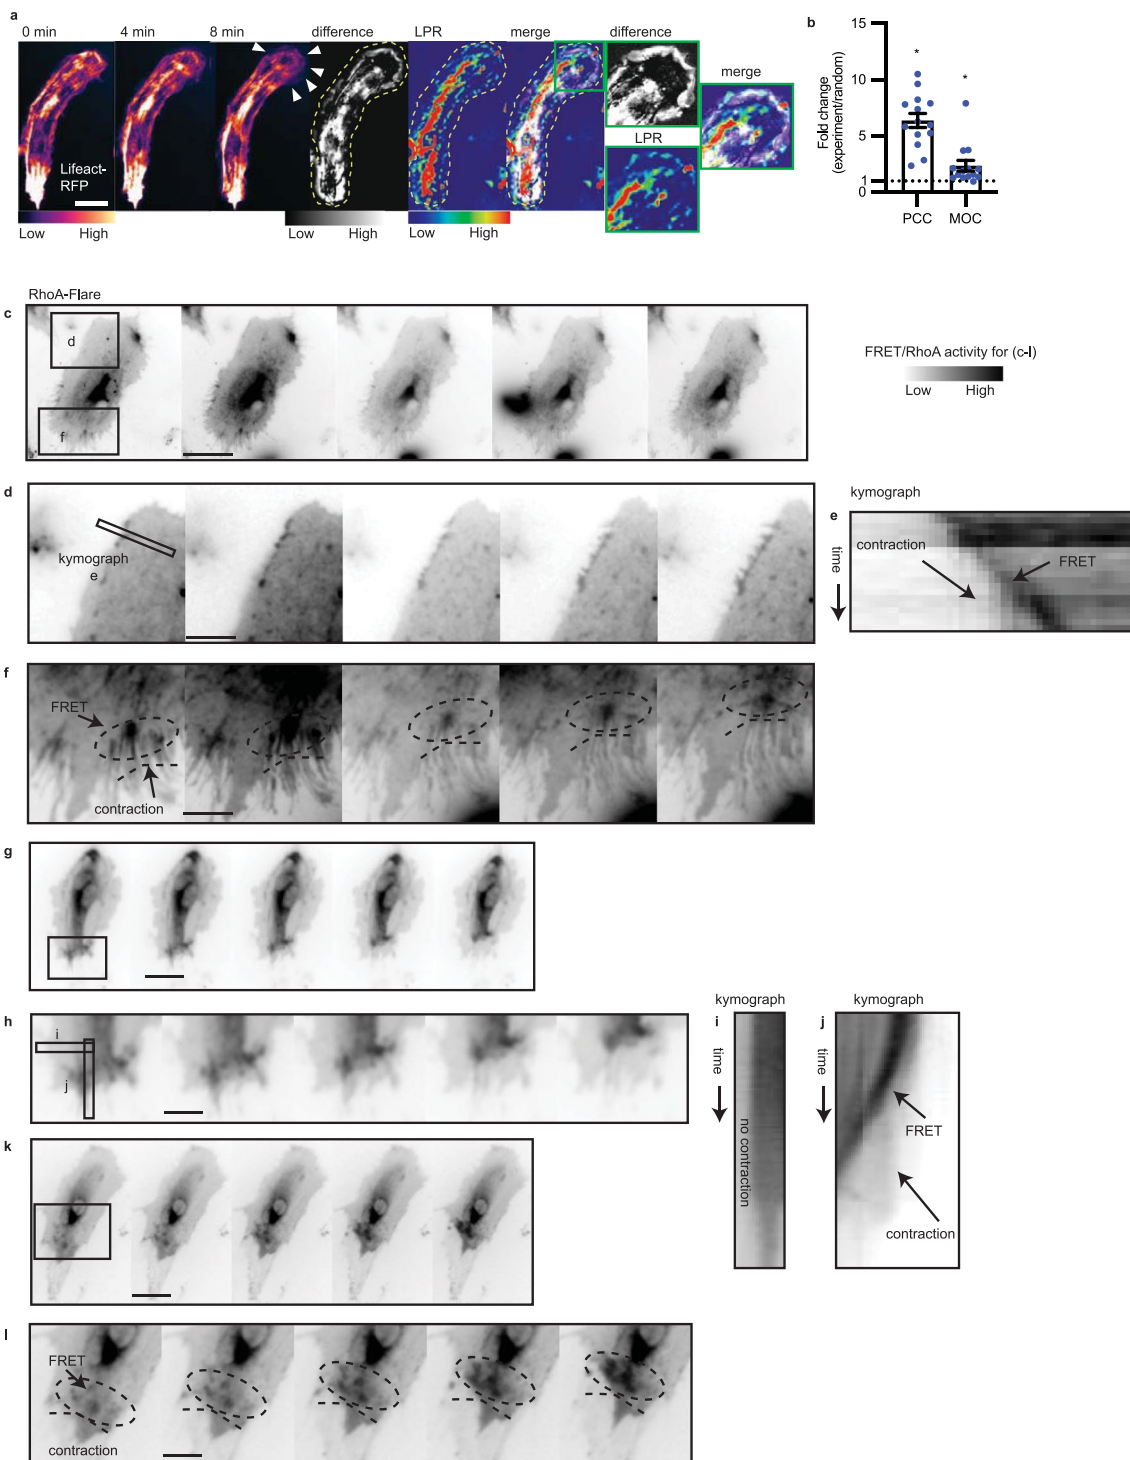 a
0 min 4 min 8 min difference LPR merge difference
merge
Lifeact-
RFP
LPR
Low High Low High Low High
b
15
10
5
1
0
Fold change
(experiment/random)
*
*
PCC MOC
RhoA-Flare
c
d
f
FRET/RhoA activity for (c-l)
Low High
d
kymograph
e
kymograph
e
time
contraction
FRET
f
FRET
contraction
g
h
i
j
kymograph
i
time
no contraction
kymograph
j
time
FRET
contraction
k
l
FRET
contraction